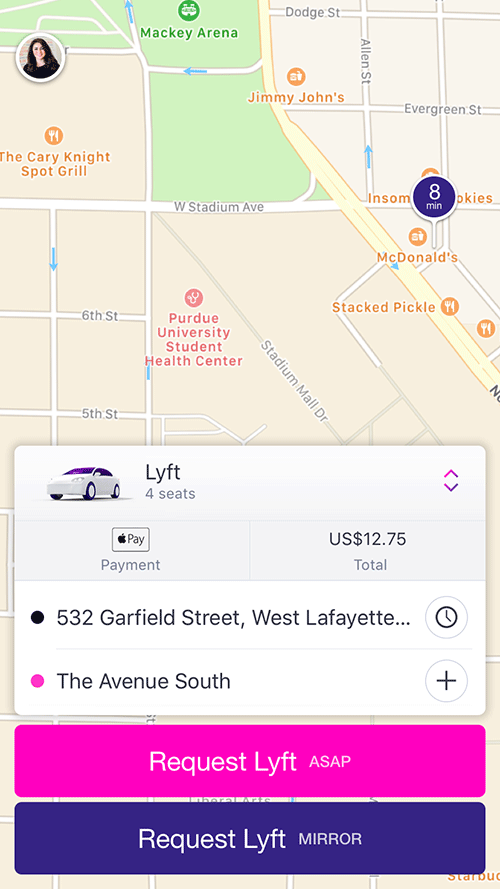 Dodge St
Mackey Arena
Allen St
Jimmy John's
Evergreen St
The Cary Knight
Spot Grill
8
min
W Stadium Ave
McDonald's
Stacked Pickle
6th St
Purdue
University
Student
Health Center
Stadium Mall Dr
5th St
Lyft
4 seats
Pay
US$12.75
Payment
Total
532 Garfield Street, West Lafayette...
The Avenue South
Request Lyft ASAP
Liberal Arts
Request Lyft MIRROR